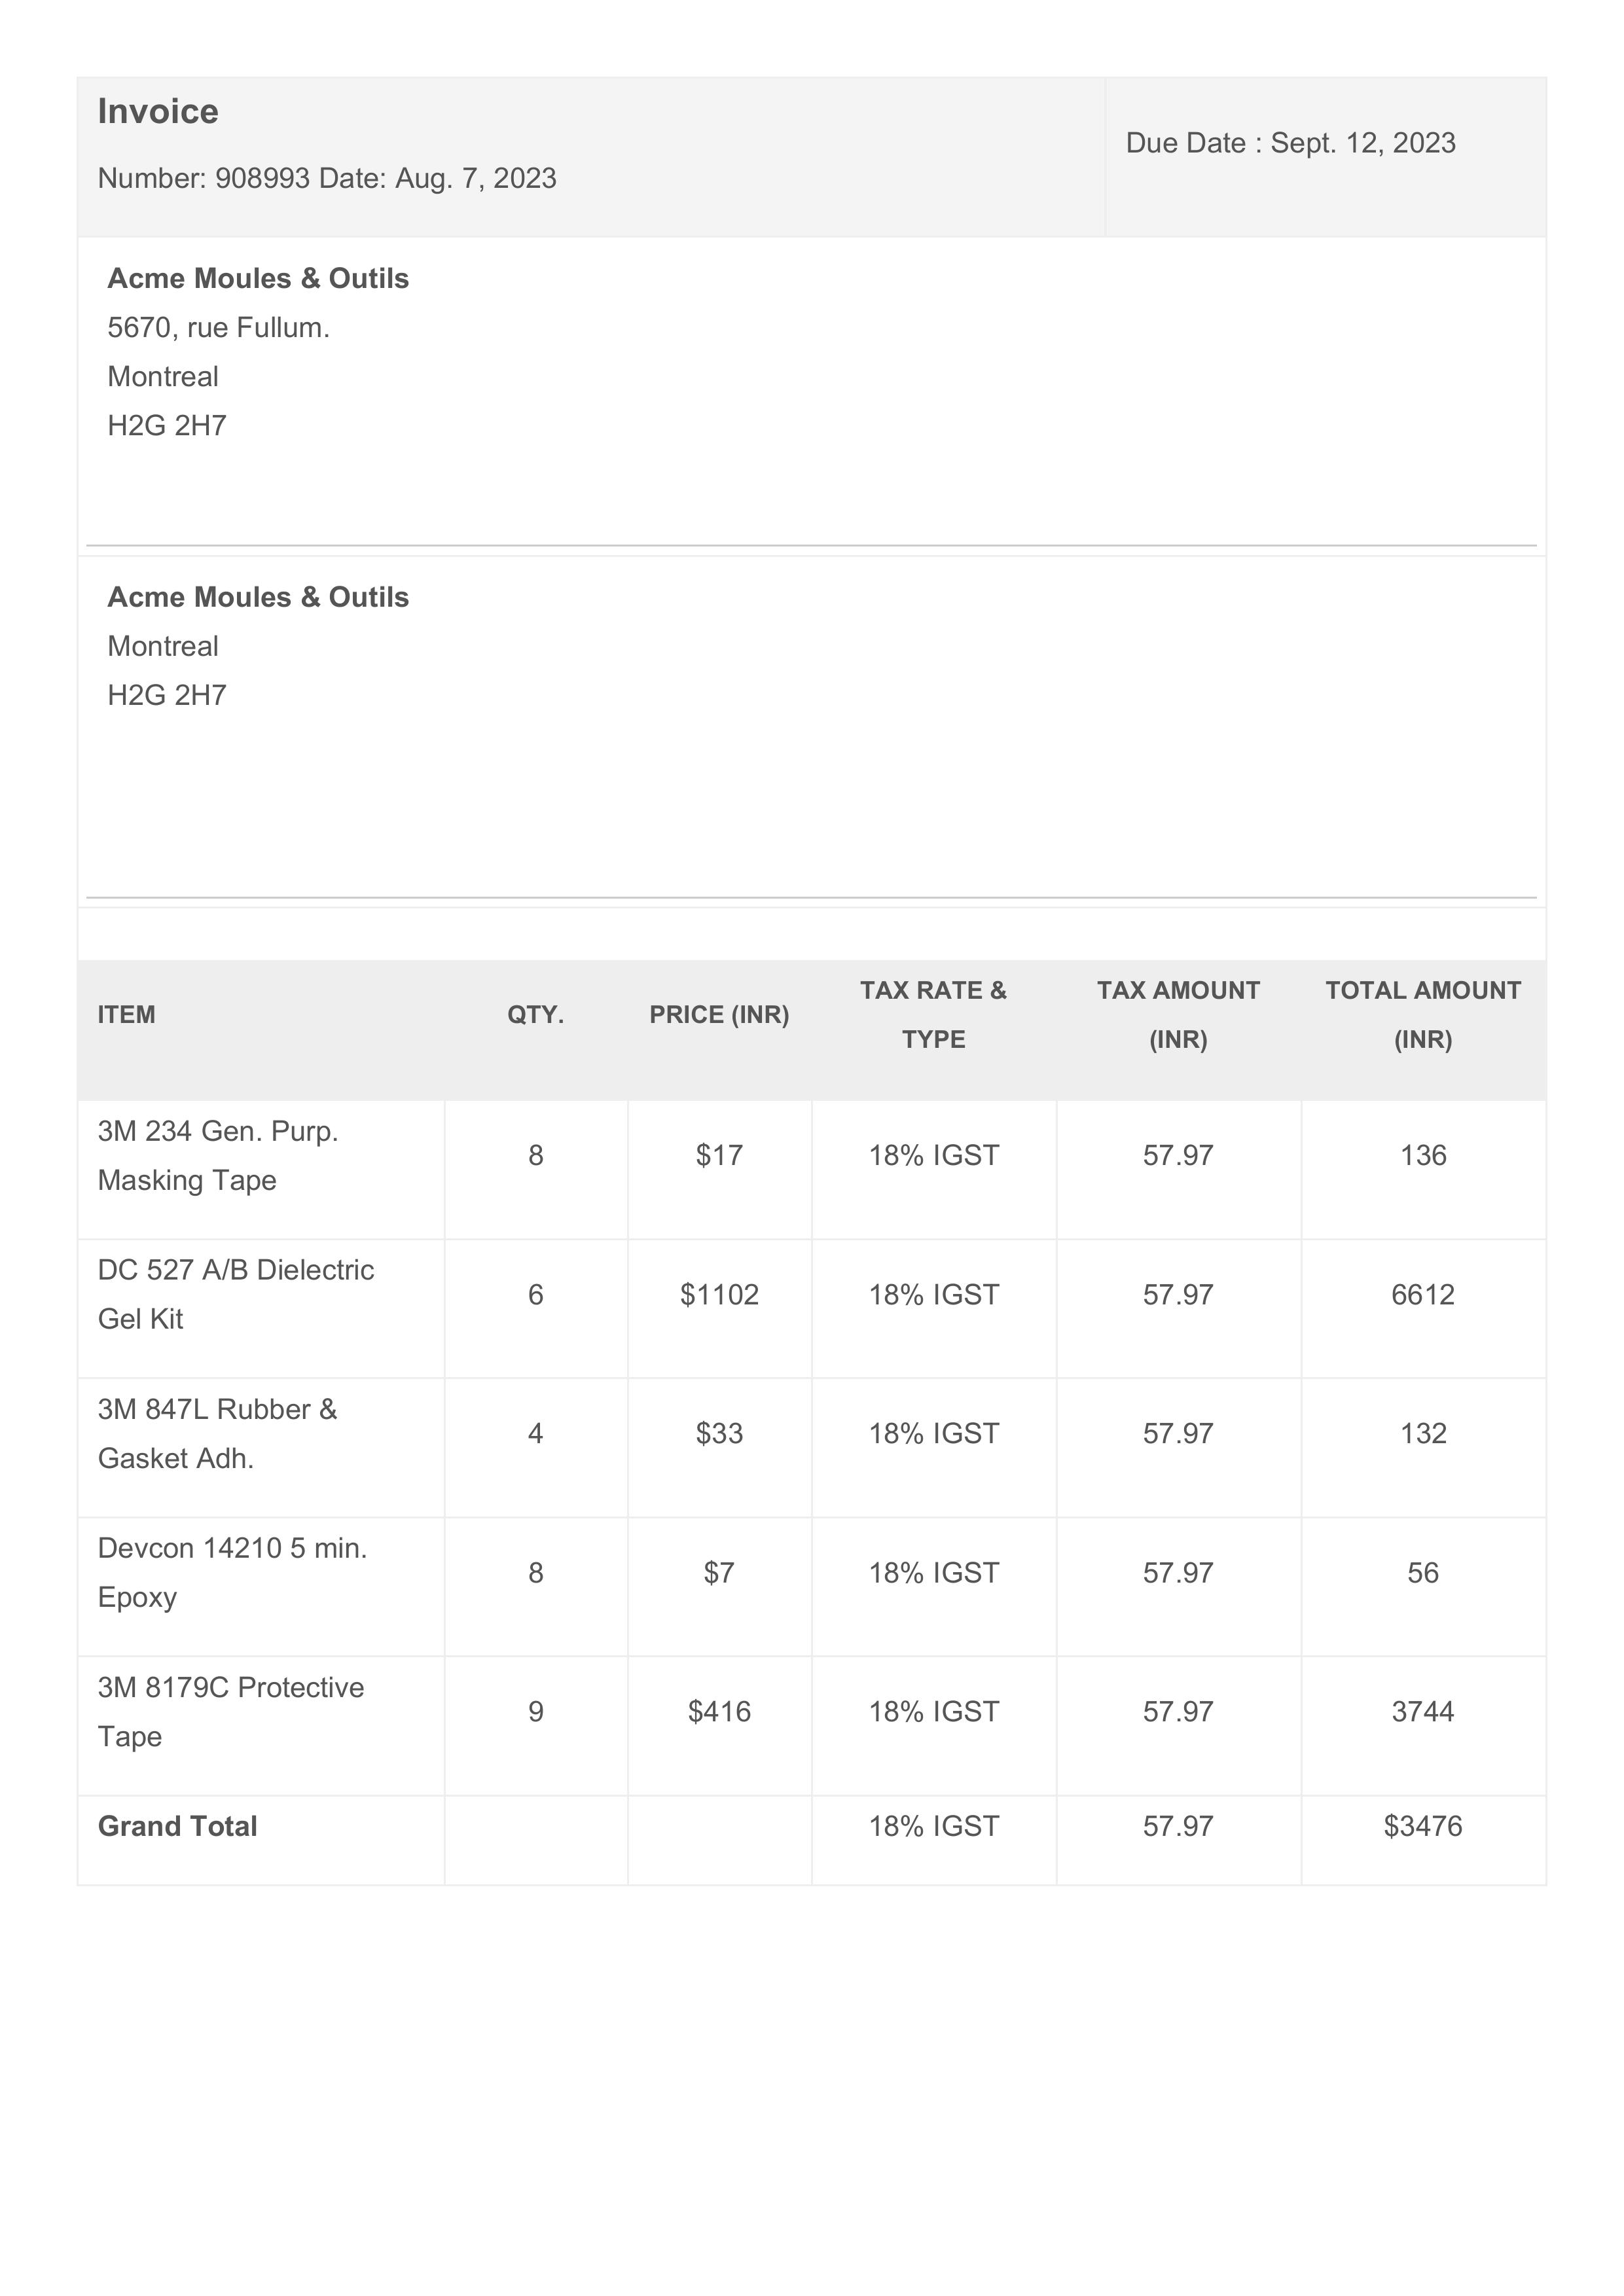 Invoice
Number: 908993 Date: Aug. 7, 2023
Due Date : Sept. 12, 2023
Acme Moules & Outils
5670, rue Fullum.
Montreal
H2G 2H7
Acme Moules & Outils
Montreal
H2G 2H7
ITEM QTY. PRICE (INR) TAX RATE & TYPE TAX AMOUNT (INR) TOTAL AMOUNT (INR)
3M 234 Gen. Purp. Masking Tape 8 $17 18% IGST 57.97 136
DC 527 A/B Dielectric Gel Kit 6 $1102 18% IGST 57.97 6612
3M 847L Rubber & Gasket Adh. 4 $33 18% IGST 57.97 132
Devcon 14210 5 min. Epoxy 8 $7 18% IGST 57.97 56
3M 8179C Protective Tape 9 $416 18% IGST 57.97 3744
Grand Total 18% IGST 57.97 $3476